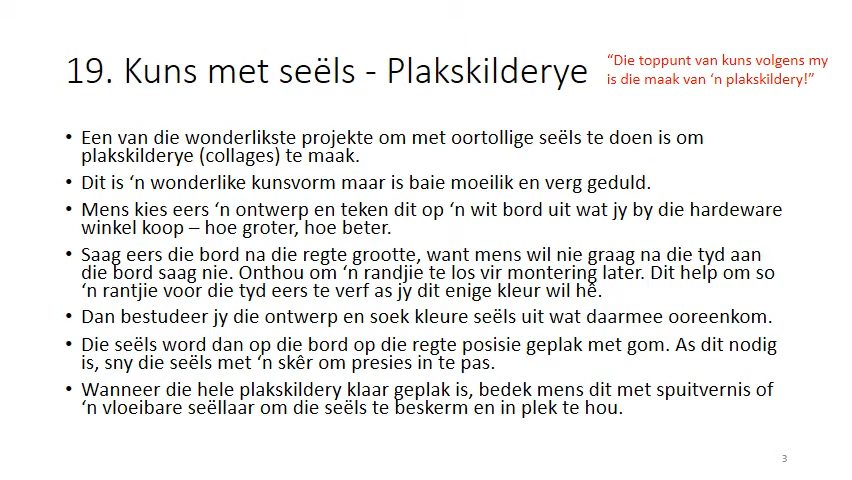 19. Kuns met seëls - Plakskilderye
“Die toppunt van kuns volgens my
is die maak van ‘n plakskildery!”
• Een van die wonderlikste projekte om met oortollige seëls te doen is om
plakskilderye (collages) te maak.
• Dit is ‘n wonderlike kunsvorm maar is baie moeilik en verg geduld.
• Mens kies eers ‘n ontwerp en teken dit op ‘n wit bord uit wat jy by die hardeware
winkel koop – hoe groter, hoe beter.
• Saag eers die bord na die regte grootte, want mens wil nie graag na die tyd aan
die bord saag nie. Onthou om ‘n randjie te los vir montering later. Dit help om so
‘n rantjie voor die tyd eers te verf as jy dit enige kleur wil hê.
• Dan bestudeer jy die ontwerp en soek kleure seëls uit wat daarmee ooreenkom.
• Die seëls word dan op die bord op die regte posisie geplak met gom. As dit nodig
is, sny die seëls met ‘n skêr om presies in te pas.
• Wanneer die hele plakskildery klaar geplak is, bedek mens dit met spuitvernis of
‘n vloeibare seëllaar om die seëls te beskerm en in plek te hou.
3